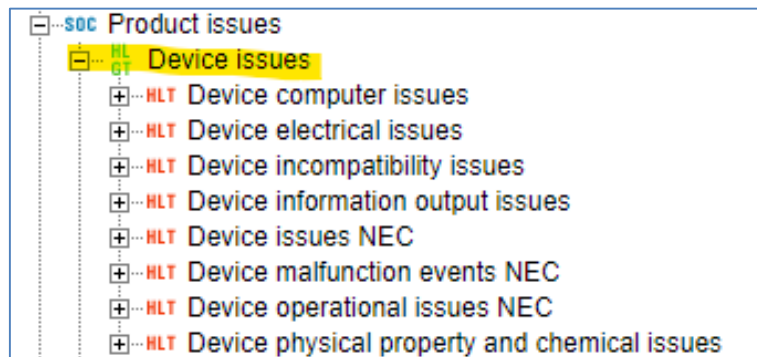 SOC Product issues
HL GT Device issues
HLT Device computer issues
HLT Device electrical issues
HLT Device incompatibility issues
HLT Device information output issues
HLT Device issues NEC
HLT Device malfunction events NEC
HLT Device operational issues NEC
HLT Device physical property and chemical issues